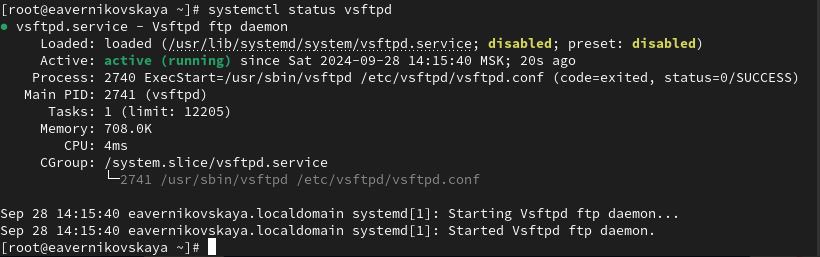 [root@eavernikovskaya ~]# systemctl status vsftpd
● vsftpd.service - Vsftpd ftp daemon
     Loaded: loaded (/usr/lib/systemd/system/vsftpd.service; disabled; preset: disabled)
     Active: active (running) since Sat 2024-09-28 14:15:40 MSK; 20s ago
    Process: 2740 ExecStart=/usr/sbin/vsftpd /etc/vsftpd/vsftpd.conf (code=exited, status=0/SUCCESS)
   Main PID: 2741 (vsftpd)
      Tasks: 1 (limit: 12205)
     Memory: 708.0K
        CPU: 4ms
     CGroup: /system.slice/vsftpd.service
             └─2741 /usr/sbin/vsftpd /etc/vsftpd/vsftpd.conf

Sep 28 14:15:40 eavernikovskaya.localdomain systemd[1]: Starting Vsftpd ftp daemon...
Sep 28 14:15:40 eavernikovskaya.localdomain systemd[1]: Started Vsftpd ftp daemon.
[root@eavernikovskaya ~]#